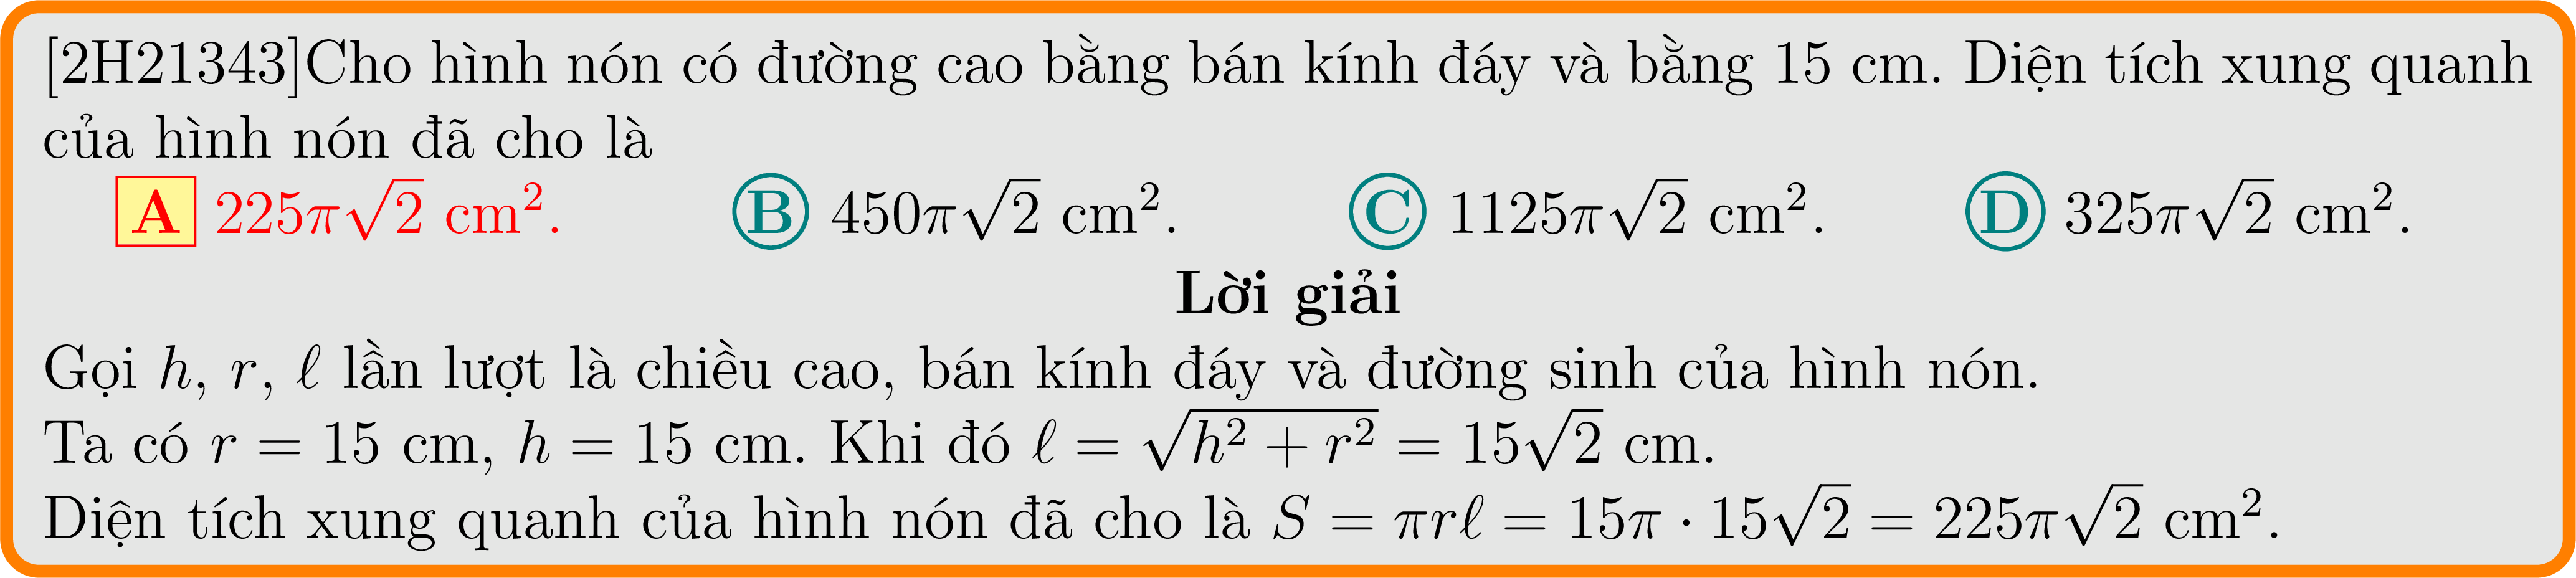 [2H21343]Cho hình nón có đường cao bằng bán kính đáy và bằng 15 cm. Diện tích xung quanh
của hình nón đã cho là
A 225π√2 cm². B 450π√2 cm². C 1125π√2 cm². D 325π√2 cm².
Lời giải
Gọi h, r, ℓ lần lượt là chiều cao, bán kính đáy và đường sinh của hình nón.
Ta có r = 15 cm, h = 15 cm. Khi đó ℓ = √(h² + r²) = 15√2 cm.
Diện tích xung quanh của hình nón đã cho là S = πrℓ = 15π · 15√2 = 225π√2 cm².